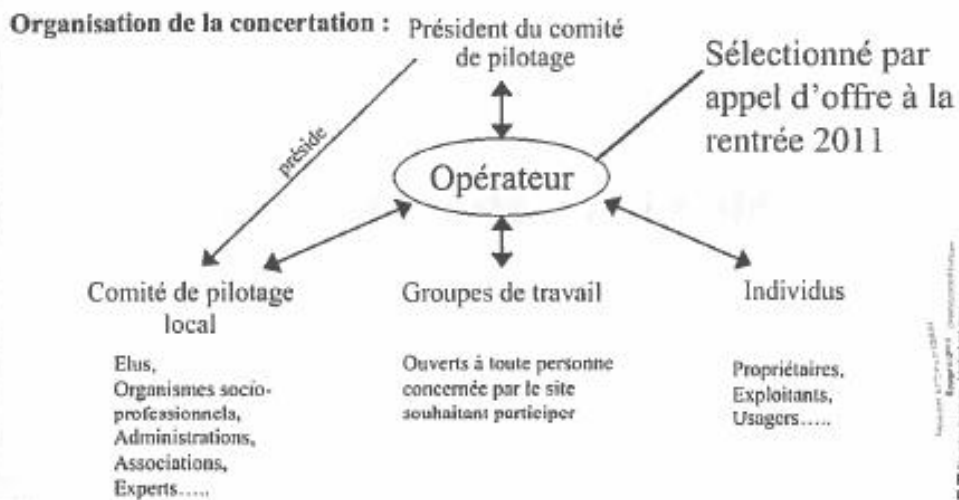 Organisation de la concertation :
Président du comité
de pilotage
Sélectionné par
appel d'offre à la
rentrée 2011
préside
Opérateur
Comité de pilotage
local
Elus,
Organismes socio-
professionnels,
Administrations,
Associations,
Experts.....
Groupes de travail
Ouverts à toute personne
concernée par le site
souhaitant participer
Individus
Propriétaires,
Exploitants,
Usagers.....